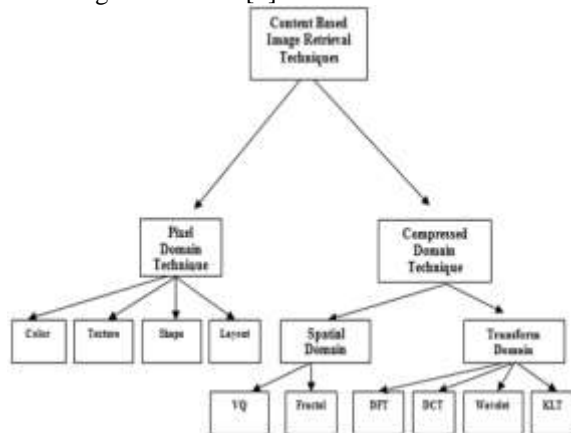 Content Based
Image Retrieval
Techniques
Pixel
Domain
Technique
Compressed
Domain
Technique
Color
Texture
Shape
Layout
Spatial
Domain
Transform
Domain
VQ
Fractal
DFT
DCT
Wavelet
KLT